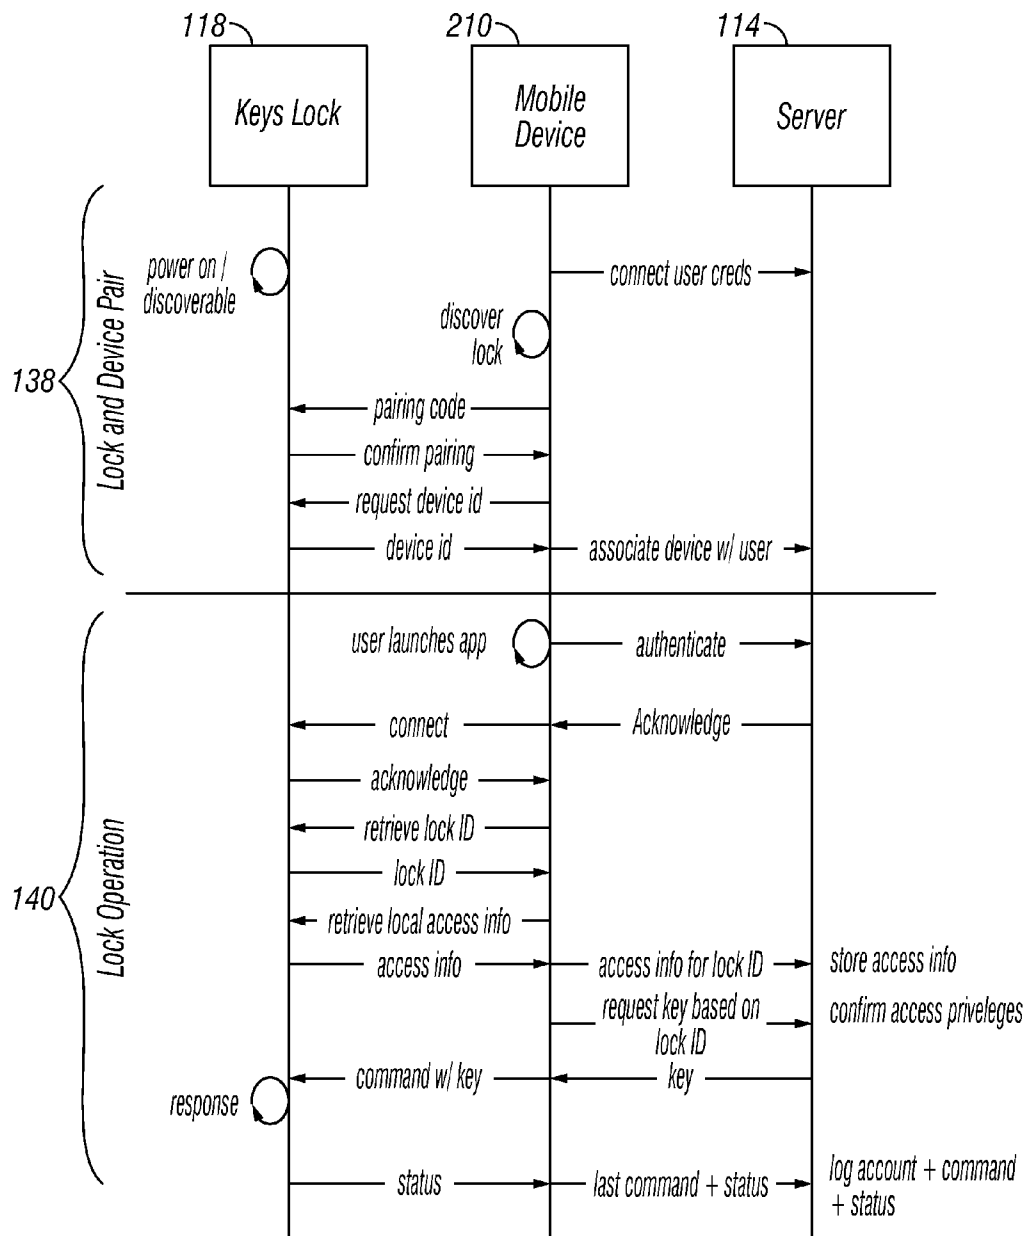 118
210
114
Keys Lock
Mobile
Device
Server
138
Lock and Device Pair
power on /
discoverable
connect user creds
discover
lock
pairing code
confirm pairing
request device id
device id
associate device w/ user
140
Lock Operation
user launches app
authenticate
connect
Acknowledge
acknowledge
retrieve lock ID
lock ID
retrieve local access info
access info
access info for lock ID
store access info
request key based on
lock ID
confirm access priveleges
command w/ key
key
response
status
last command + status
log account + command
+ status